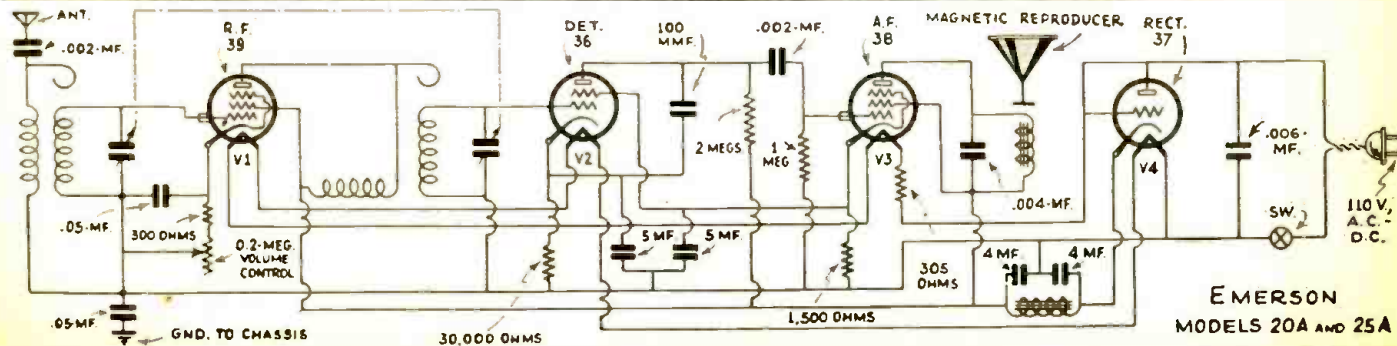 ANT.
.002-MF.
R.F.
39
DET.
36
100
MMF.
.002-MF.
A.F.
38
MAGNETIC REPRODUCER
RECT.
37
V1
V2
2 MEGS
1
MEG
V3
V4
.006-
MF.
.05-MF.
300 OHMS
0.2-MEG.
VOLUME
CONTROL
5 MF.
5 MF.
.004-MF.
SW.
110 V.,
A.C.-
D.C.
4 MF.
4 MF.
305
OHMS
.05-MF.
GND. TO CHASSIS
30,000 OHMS
1,500 OHMS
EMERSON
MODELS 20A AND 25A